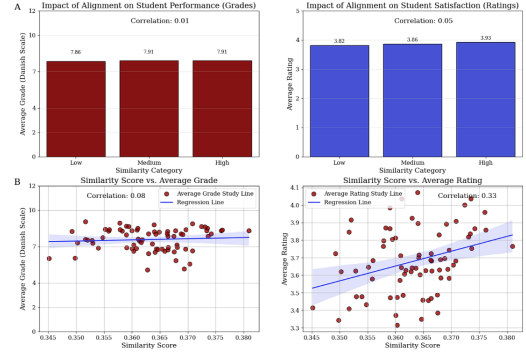 A
Impact of Alignment on Student Performance (Grades)
Correlation: 0.01
12
10
7
4
2
0
Average Grade (Danish Scale)
7.86
7.91
7.91
Low
Medium
High
Similarity Category
Impact of Alignment on Student Satisfaction (Ratings)
Correlation: 0.05
5
4
3
2
1
0
Average Rating
3.82
3.86
3.93
Low
Medium
High
Similarity Category
B
Similarity Score vs. Average Grade
Correlation: 0.08
Average Grade Study Line
Regression Line
12
10
7
4
2
0
Average Grade (Danish Scale)
0.345
0.350
0.355
0.360
0.365
0.370
0.375
0.380
Similarity Score
Similarity Score vs. Average Rating
Average Rating Study Line
Regression Line
Correlation: 0.33
4.1
4.0
3.9
3.8
3.7
3.6
3.5
3.4
3.3
Average Rating
0.345
0.350
0.355
0.360
0.365
0.370
0.375
0.380
Similarity Score